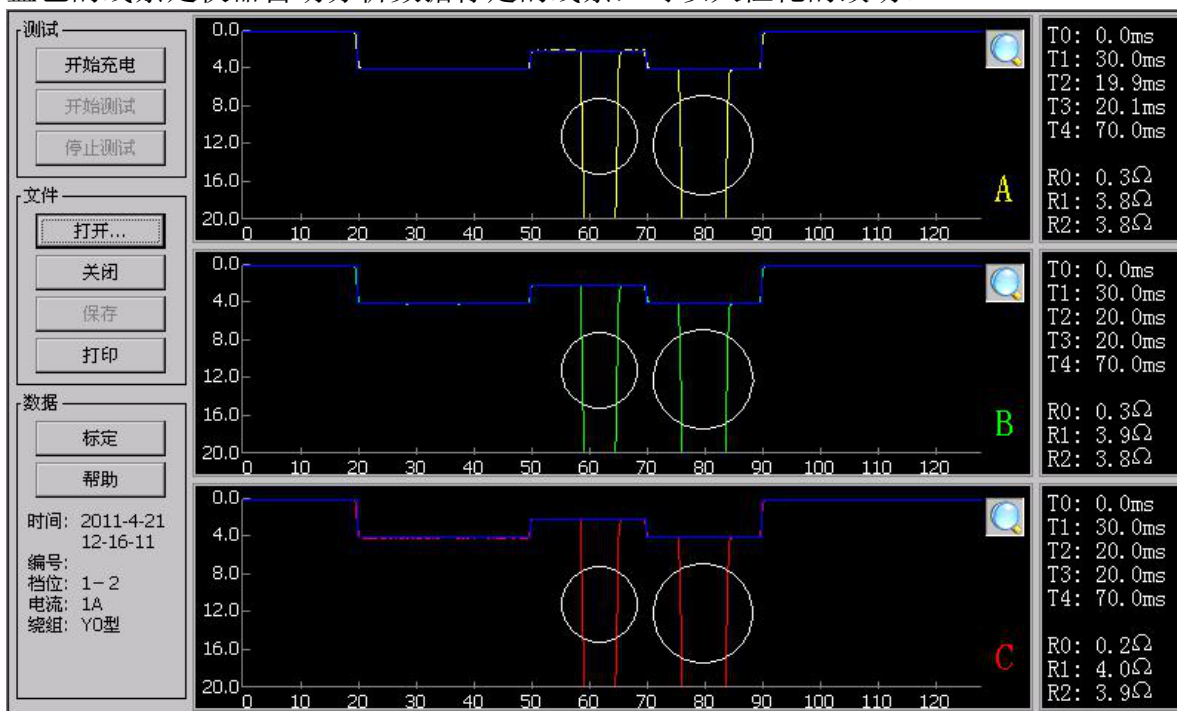 测试
开始充电
开始测试
停止测试
文件
打开...
关闭
保存
打印
数据
标定
帮助
时间: 2011-4-21
12-16-11
编号:
档位: 1-2
电流: 1A
绕组: Y0型
0.0
4.0
8.0
12.0
16.0
20.0
0 10 20 30 40 50 60 70 80 90 100 110 120
A
T0: 0.0ms
T1: 30.0ms
T2: 19.9ms
T3: 20.1ms
T4: 70.0ms
R0: 0.3Ω
R1: 3.8Ω
R2: 3.8Ω
0.0
4.0
8.0
12.0
16.0
20.0
0 10 20 30 40 50 60 70 80 90 100 110 120
B
T0: 0.0ms
T1: 30.0ms
T2: 20.0ms
T3: 20.0ms
T4: 70.0ms
R0: 0.3Ω
R1: 3.9Ω
R2: 3.8Ω
0.0
4.0
8.0
12.0
16.0
20.0
0 10 20 30 40 50 60 70 80 90 100 110 120
C
T0: 0.0ms
T1: 30.0ms
T2: 20.0ms
T3: 20.0ms
T4: 70.0ms
R0: 0.2Ω
R1: 4.0Ω
R2: 3.9Ω